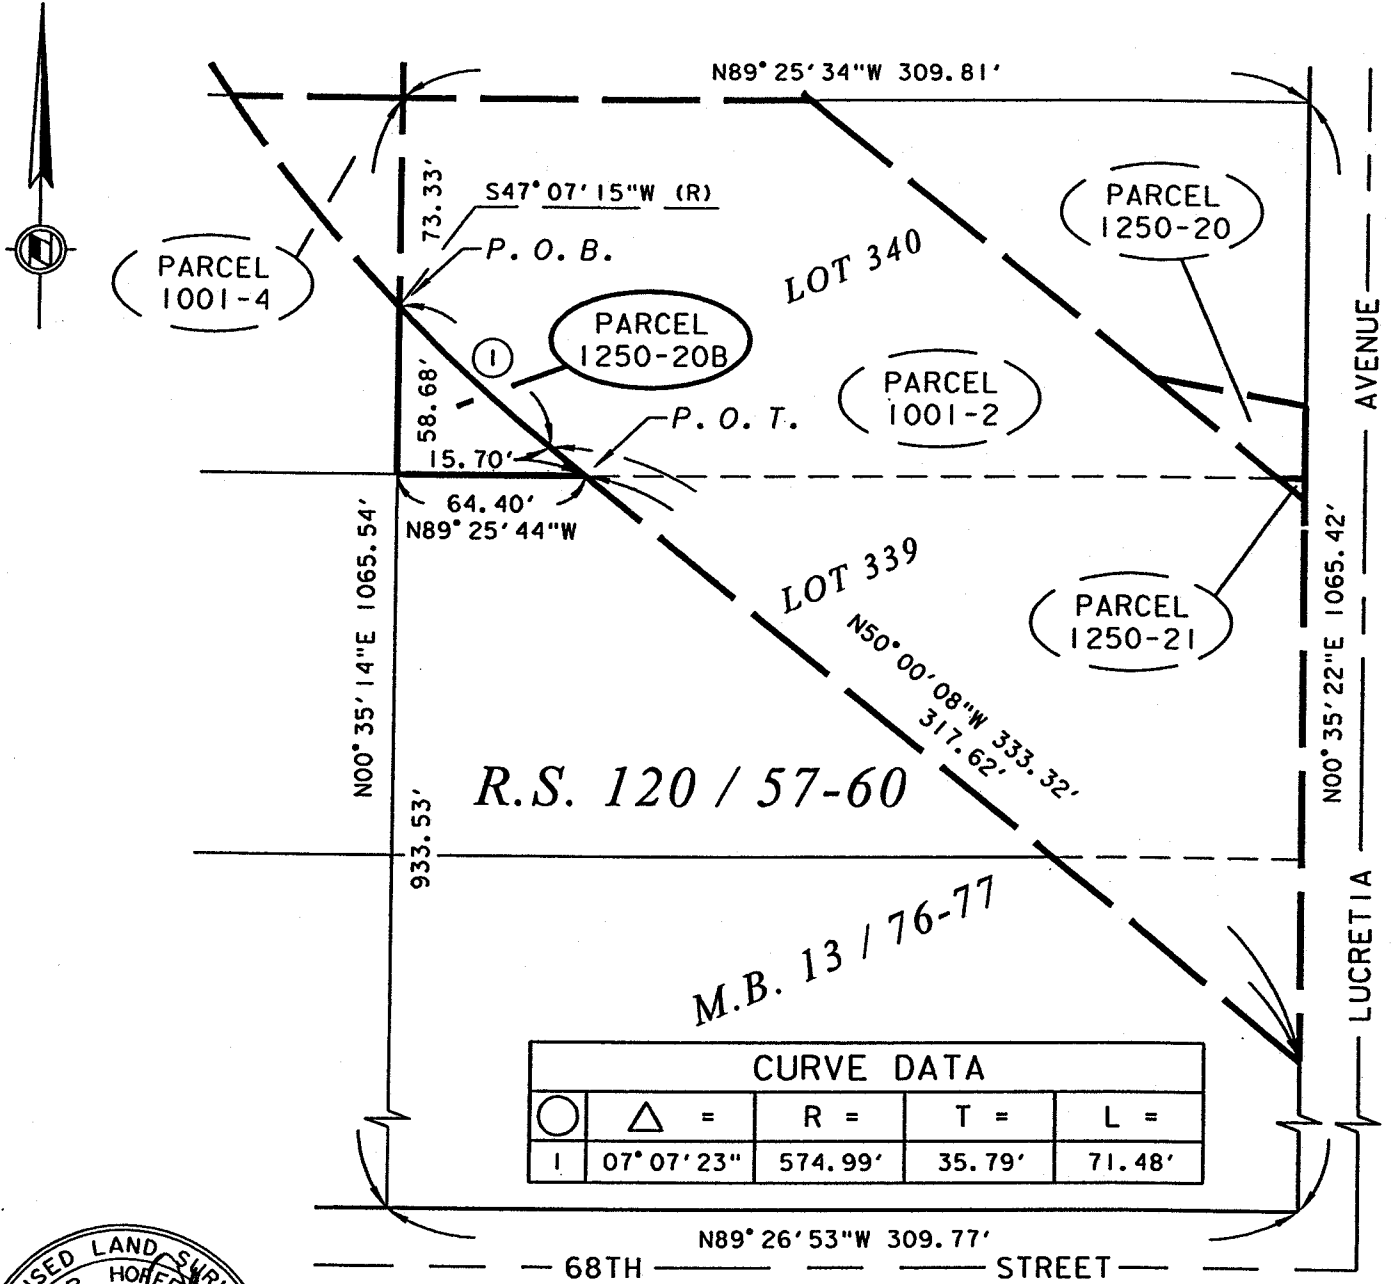 N89°25'34"W 309.81'
73.33'
S47°07'15"W (R)
P.O.B.
PARCEL
1001-4
PARCEL
1250-20
LOT 340
PARCEL
1250-20B
1
58.68'
PARCEL
1001-2
P.O.T.
15.70'
64.40'
N89°25'44"W
AVENUE
LUCRETIA
N00°35'14"E 1065.54'
LOT 339
PARCEL
1250-21
N00°35'22"E 1065.42'
N50°00'08"W 333.32'
317.62'
R.S. 120 / 57-60
933.53'
M.B. 13 / 76-77
CURVE DATA
△ = R = T = L =
1 07°07'23" 574.99' 35.79' 71.48'
N89°26'53"W 309.77'
68TH STREET
LAND